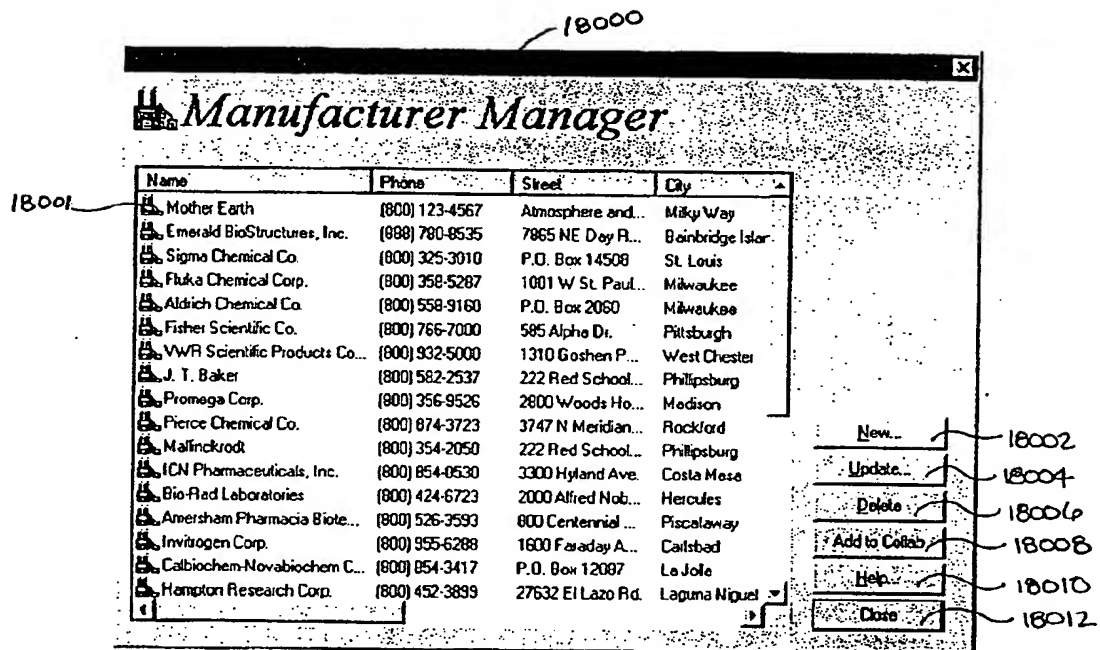 18000
Manufacturer Manager
Name Phone Street City
18001 Mother Earth (800) 123-4567 Atmosphere and... Milky Way
Emerald BioStructures, Inc. (888) 780-8535 7865 NE Day R... Bainbridge Islar
Sigma Chemical Co. (800) 325-3010 P.O. Box 14508 St. Louis
Fluka Chemical Corp. (800) 358-5287 1001 W St. Paul... Milwaukee
Aldrich Chemical Co. (800) 558-9160 P.O. Box 2060 Milwaukee
Fisher Scientific Co. (800) 766-7000 585 Alpha Dr. Pittsburgh
VWR Scientific Products Co... (800) 932-5000 1310 Goshen P... West Chester
J. T. Baker (800) 582-2537 222 Red School... Phillipsburg
Promega Corp. (800) 356-9526 2800 Woods Ho... Madison
Pierce Chemical Co. (800) 874-3723 3747 N Meridian... Rockford
Mallinckrodt (800) 354-2050 222 Red School... Phillipsburg
ICN Pharmaceuticals, Inc. (800) 854-0530 3300 Hyland Ave. Costa Mesa
Bio-Rad Laboratories (800) 424-6723 2000 Alfred Nob... Hercules
Amersham Pharmacia Biote... (800) 526-3593 800 Centennial ... Piscataway
Invitrogen Corp. (800) 955-6288 1600 Faraday A... Carlsbad
Calbiochem-Novabiochem C... (800) 854-3417 P.O. Box 12087 La Jolla
Hampton Research Corp. (800) 452-3899 27632 El Lazo Rd. Laguna Niguel
New... 18002
Update... 18004
Delete 18006
Add to Collab. 18008
Help... 18010
Close 18012